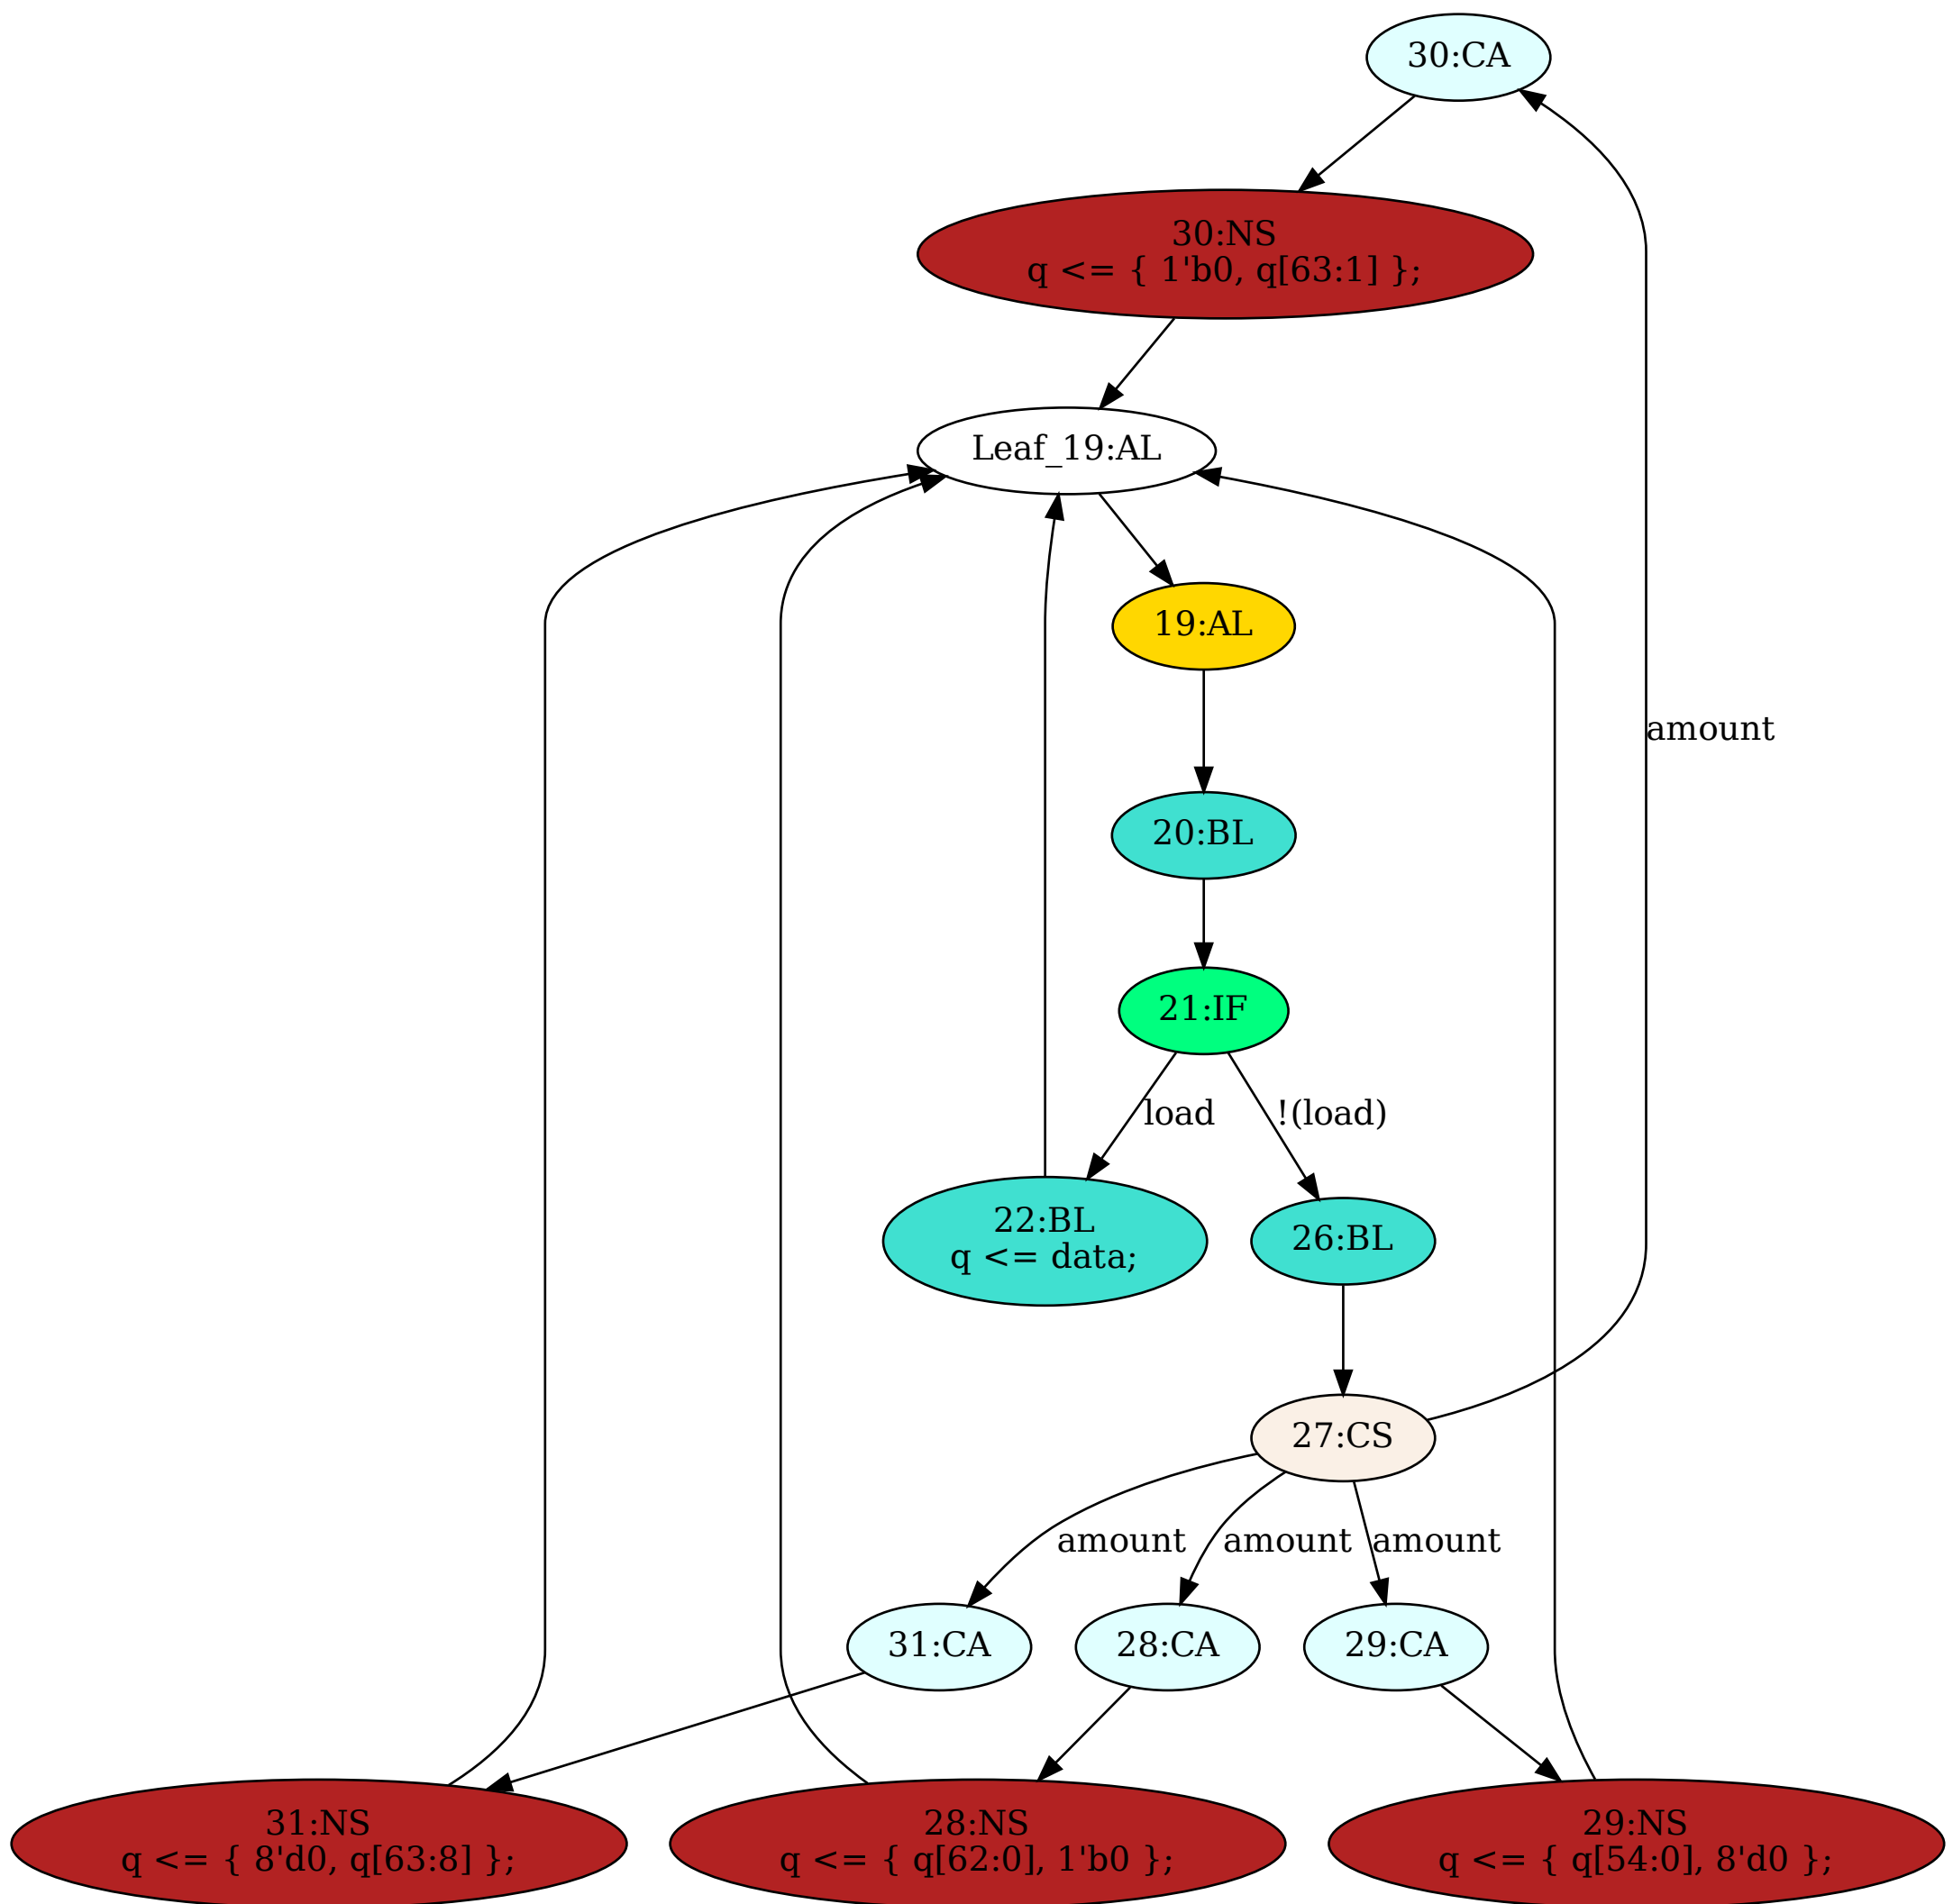 30:CA
30:NS
q <= { 1'b0, q[63:1] };
Leaf_19:AL
19:AL
amount
20:BL
21:IF
load
!(load)
22:BL
q <= data;
26:BL
27:CS
amount
amount
amount
31:CA
28:CA
29:CA
31:NS
q <= { 8'd0, q[63:8] };
28:NS
q <= { q[62:0], 1'b0 };
29:NS
q <= { q[54:0], 8'd0 };